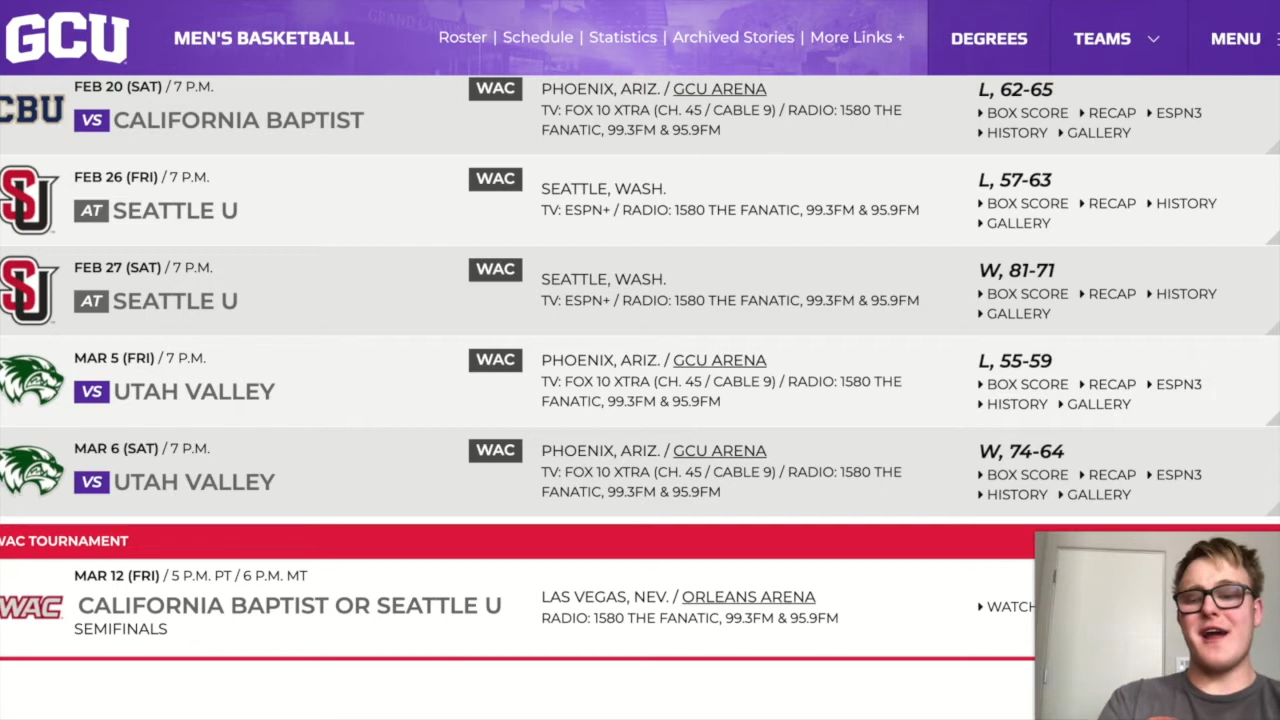 GCU MEN'S BASKETBALL Roster | Schedule | Statistics | Archived Stories | More Links + DEGREES TEAMS MENU
CBU
FEB 20 (SAT) / 7 P.M.
VS CALIFORNIA BAPTIST
WAC
PHOENIX, ARIZ. / GCU ARENA
TV: FOX 10 XTRA (CH. 45 / CABLE 9) / RADIO: 1580 THE
FANATIC, 99.3FM & 95.9FM
L, 62-65
BOX SCORE RECAP ESPN3
HISTORY GALLERY
SU
FEB 26 (FRI) / 7 P.M.
AT SEATTLE U
WAC
SEATTLE, WASH.
TV: ESPN+ / RADIO: 1580 THE FANATIC, 99.3FM & 95.9FM
L, 57-63
BOX SCORE RECAP HISTORY
GALLERY
SU
FEB 27 (SAT) / 7 P.M.
AT SEATTLE U
WAC
SEATTLE, WASH.
TV: ESPN+ / RADIO: 1580 THE FANATIC, 99.3FM & 95.9FM
W, 81-71
BOX SCORE RECAP HISTORY
GALLERY
MAR 5 (FRI) / 7 P.M.
VS UTAH VALLEY
WAC
PHOENIX, ARIZ. / GCU ARENA
TV: FOX 10 XTRA (CH. 45 / CABLE 9) / RADIO: 1580 THE
FANATIC, 99.3FM & 95.9FM
L, 55-59
BOX SCORE RECAP ESPN3
HISTORY GALLERY
MAR 6 (SAT) / 7 P.M.
VS UTAH VALLEY
WAC
PHOENIX, ARIZ. / GCU ARENA
TV: FOX 10 XTRA (CH. 45 / CABLE 9) / RADIO: 1580 THE
FANATIC, 99.3FM & 95.9FM
W, 74-64
BOX SCORE RECAP ESPN3
HISTORY GALLERY
WAC TOURNAMENT
WAC
MAR 12 (FRI) / 5 P.M. PT / 6 P.M. MT
CALIFORNIA BAPTIST OR SEATTLE U
SEMIFINALS
LAS VEGAS, NEV. / ORLEANS ARENA
RADIO: 1580 THE FANATIC, 99.3FM & 95.9FM
WATCH